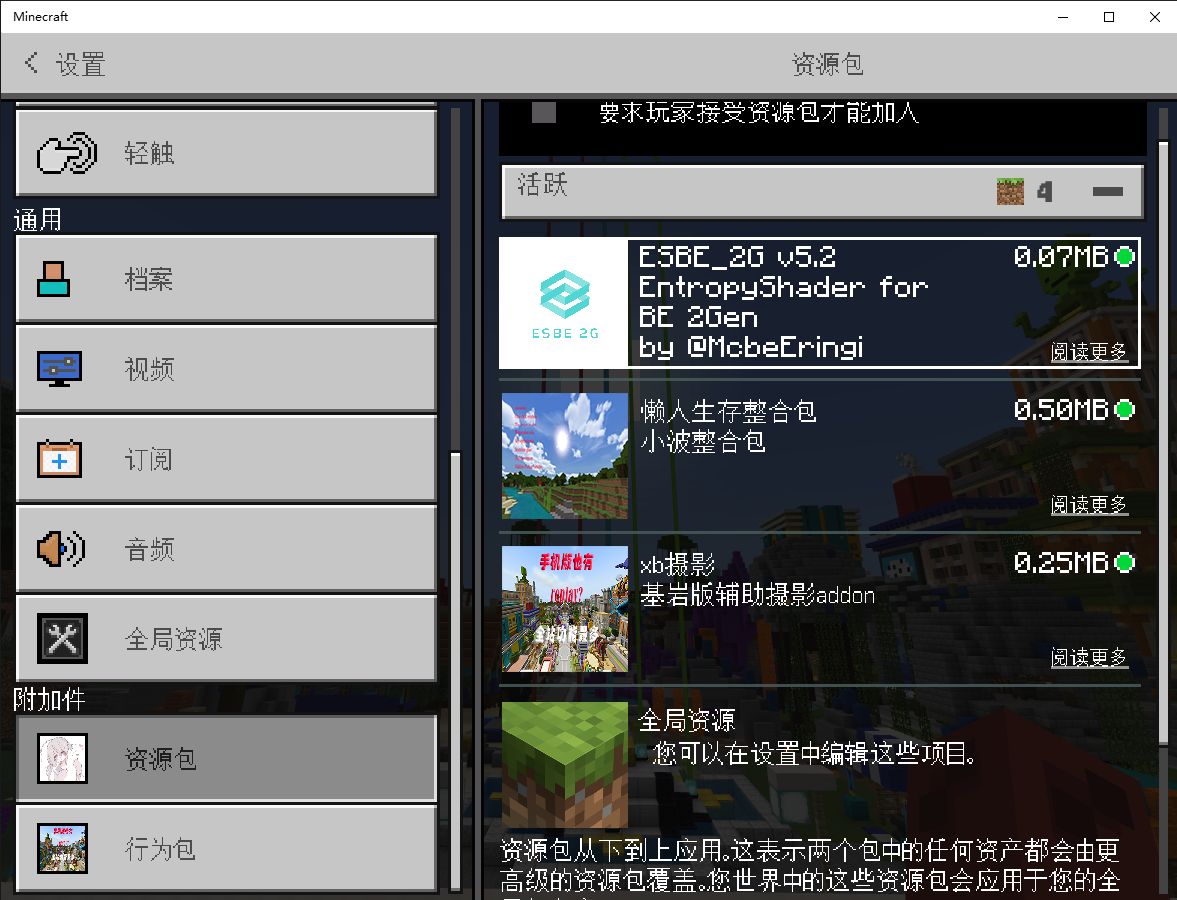 Minecraft
设置
资源包
轻触
通用
档案
视频
订阅
音频
全局资源
附加件
资源包
行为包
要求玩家接受资源包才能加入
活跃
4
ESBE_2G v5.2
0.07MB
EntropyShader for
BE 2Gen
by @McbeEringi
阅读更多
ESBE 2G
懒人生存整合包
0.50MB
小波整合包
阅读更多
手机版也有
replay?
全站功能最多
xb摄影
0.25MB
基岩版辅助摄影addon
阅读更多
全局资源
您可以在设置中编辑这些项目。
资源包从下到上应用。这表示两个包中的任何资产都会由更
高级的资源包覆盖。您世界中的这些资源包会应用于您的全